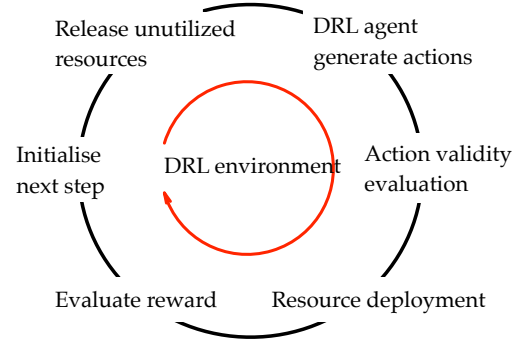 Release unutilized
resources
DRL agent
generate actions
Initialise
next step
DRL environment
Action validity
evaluation
Evaluate reward
Resource deployment